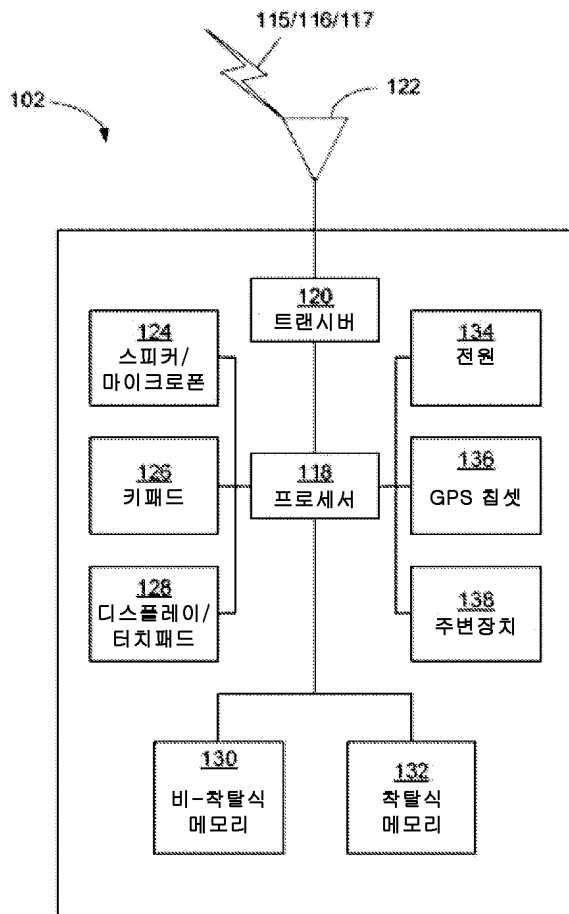 115/116/117
122
102
120
트랜시버
124
스피커/
마이크로폰
134
전원
126
키패드
118
프로세서
136
GPS 칩셋
128
디스플레이/
터치패드
138
주변장치
130
비-착탈식
메모리
132
착탈식
메모리